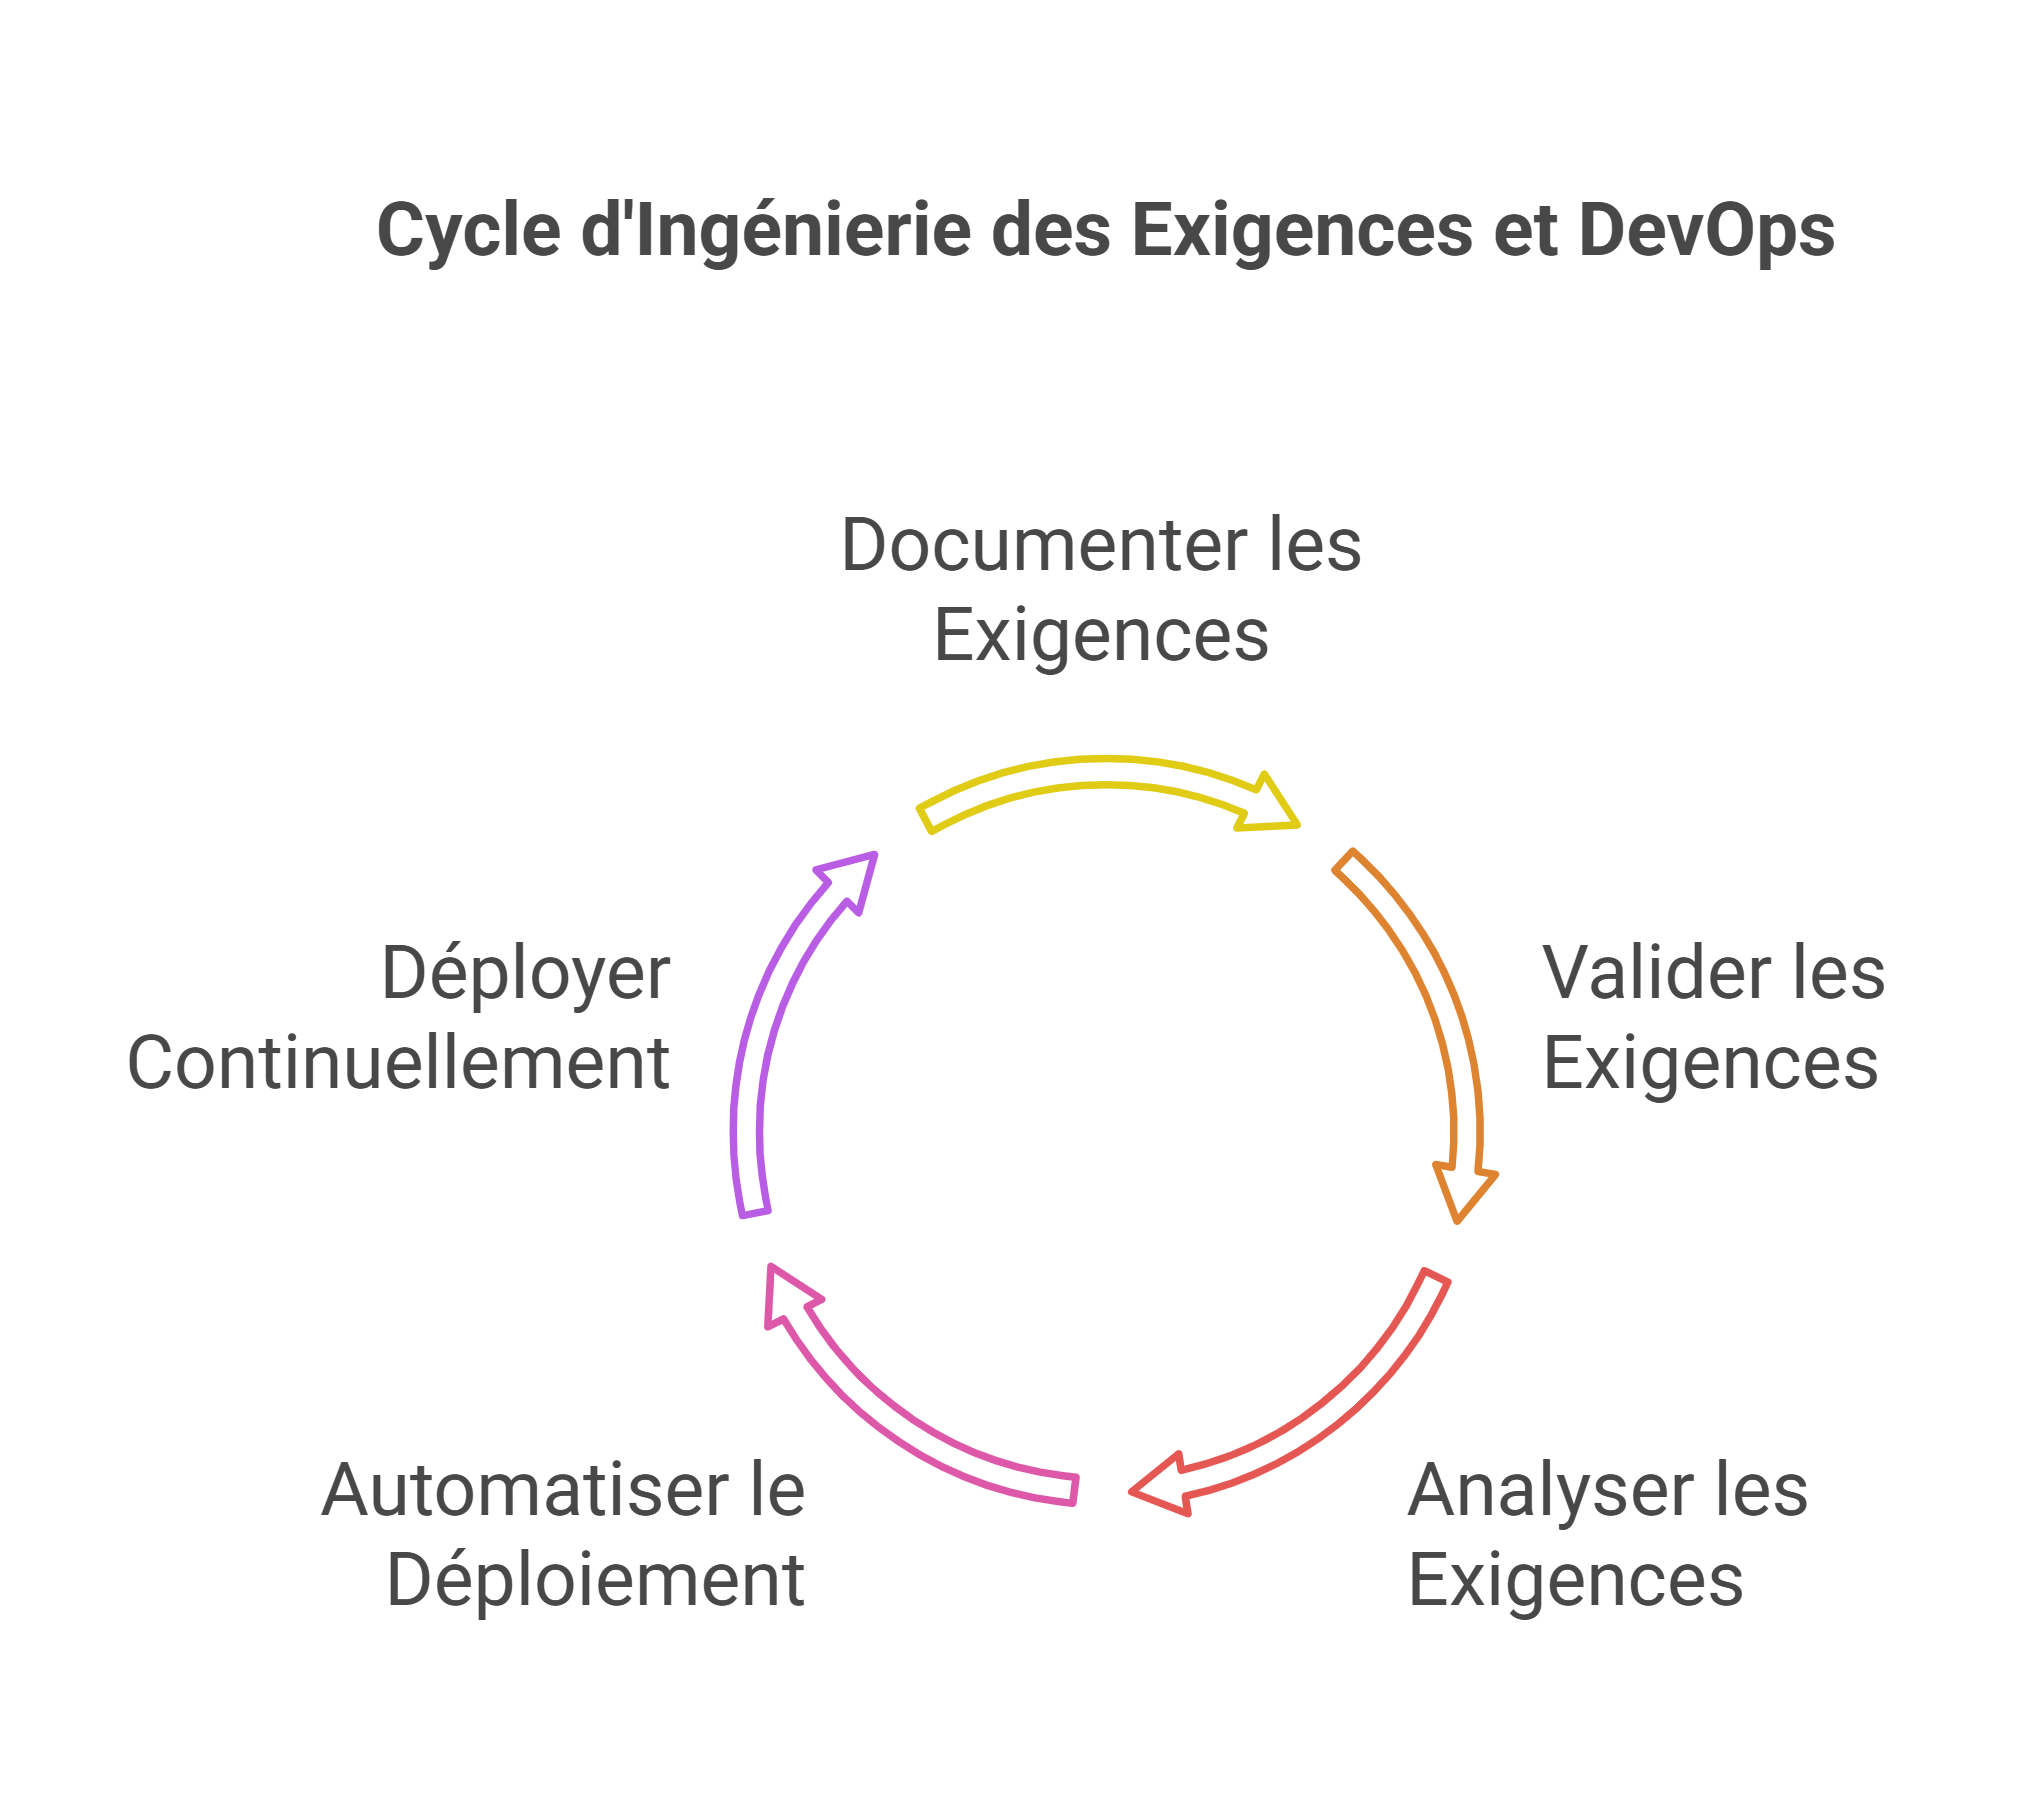 Cycle d'Ingénierie des Exigences et DevOps
Documenter les
Exigences
Valider les
Exigences
Analyser les
Exigences
Automatiser le
Déploiement
Déployer
Continuellement